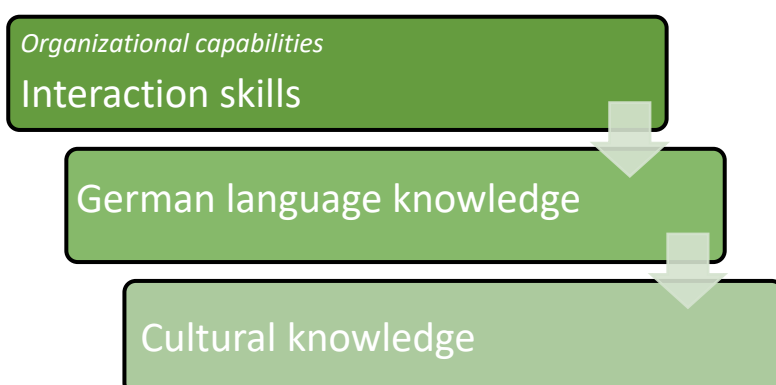 Organizational capabilities
Interaction skills
German language knowledge
Cultural knowledge